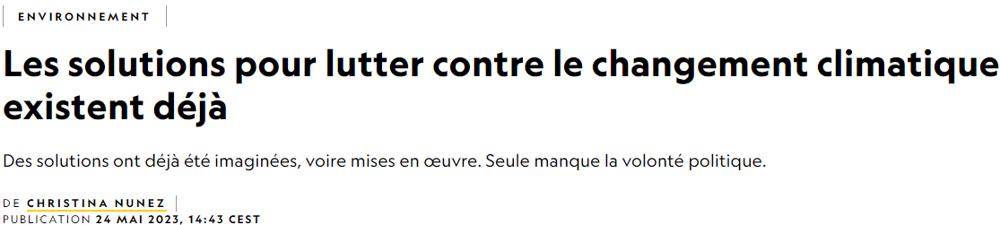 ENVIRONNEMENT
Les solutions pour lutter contre le changement climatique
existent déjà
Des solutions ont déjà été imaginées, voire mises en œuvre. Seule manque la volonté politique.
DE CHRISTINA NUNEZ
PUBLICATION 24 MAI 2023, 14:43 CEST